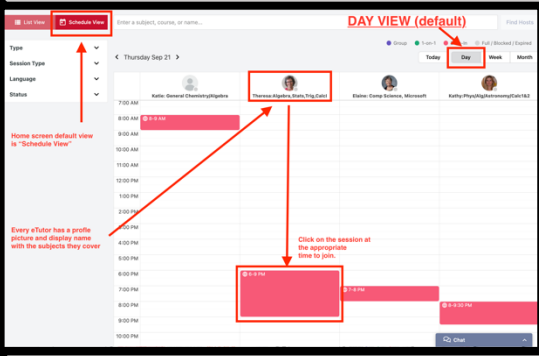 List View
Schedule View
Enter a subject, course, or name...
Find Hosts
DAY VIEW (default)
Group
1-on-1
Full / Blocked / Expired
Type
Session Type
Language
Status
Thursday Sep 21
Today
Day
Week
Month
Katie: General Chemistry|Algebra
Theresa:Algebra,Stats,Trig,Calc1
Elaine: Comp Science, Microsoft
Kathy:Phys/Alg/Astronomy/Calc1&2
7:00 AM
8:00 AM
8-9 AM
9:00 AM
10:00 AM
11:00 AM
12:00 PM
1:00 PM
2:00 PM
4:00 PM
5:00 PM
6:00 PM
6-9 PM
7:00 PM
7-8 PM
8:00 PM
8-9:30 PM
9:00 PM
10:00 PM
Home screen default view
is "Schedule View"
Every eTutor has a profle
picture and display name
with the subjects they cover
Click on the session at
the appropriate
time to join.
Chat